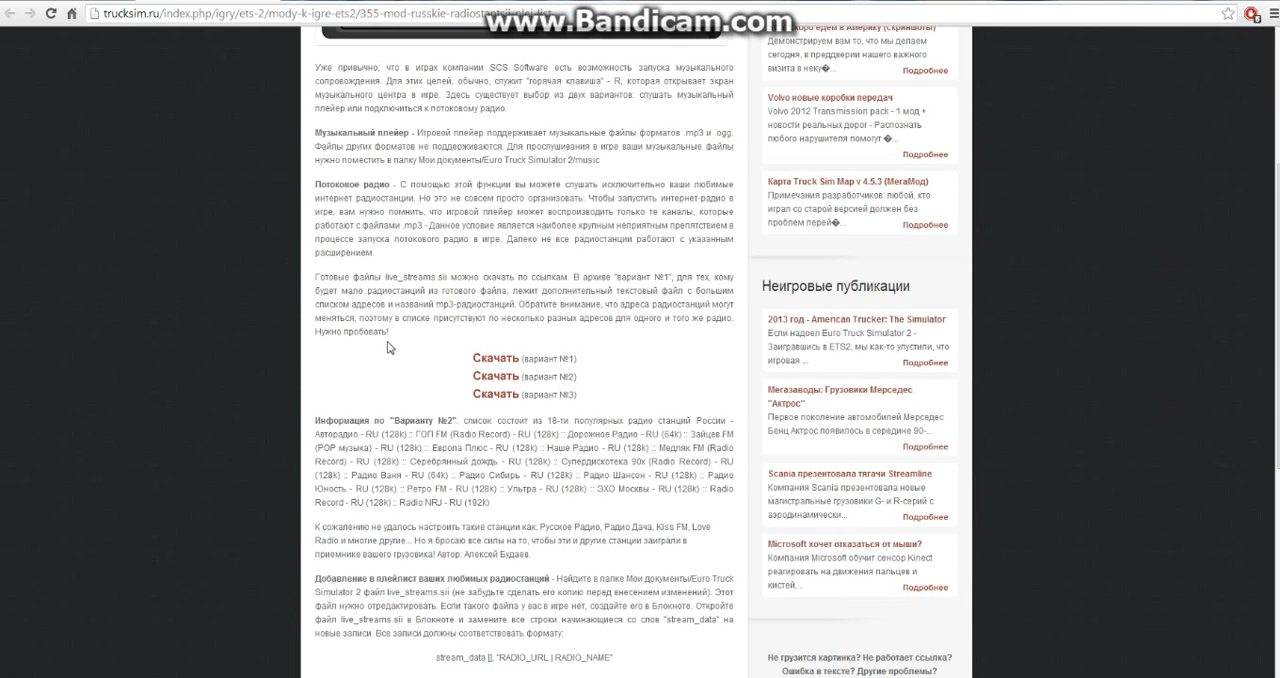 trucksim.ru/index.php/igry/ets-2/mody-k-igre-ets2/355-mod-russkie-radiostantsii-plej-list
www.Bandicam.com
Уже привычно, что в играх компании SCS Software есть возможность запуска музыкального
сопровождения. Для этих целей, обычно, служит "горячая клавиша" - R, которая открывает экран
музыкального центра в игре. Здесь существует выбор из двух вариантов: слушать музыкальный
плейер или подключиться к потоковому радио.
Музыкальный плейер - Игровой плейер поддерживает музыкальные файлы форматов .mp3 и .ogg.
Файлы других форматов не поддерживаются. Для прослушивания в игре ваши музыкальные файлы
нужно поместить в папку Мои документы/Euro Truck Simulator 2/music
Потоковое радио - С помощью этой функции вы можете слушать исключительно ваши любимые
интернет радиостанции. Но это не совсем просто организовать. Чтобы запустить интернет-радио в
игре, вам нужно помнить, что игровой плейер может воспроизводить только те каналы, которые
работают с файлами .mp3 - Данное условие является наиболее крупным неприятным препятствием в
процессе запуска потокового радио в игре. Далеко не все радиостанции работают с указанным
расширением.
Готовые файлы live_streams.sii можно скачать по ссылкам. В архиве "вариант №1", для тех, кому
будет мало радиостанций из готового файла, лежит дополнительный текстовый файл с большим
списком адресов и названий mp3-радиостанций. Обратите внимание, что адреса радиостанций могут
меняться, поэтому в списке присутствуют по несколько разных адресов для одного и того же радио.
Нужно пробовать!
Скачать (вариант №1)
Скачать (вариант №2)
Скачать (вариант №3)
Информация по "Варианту №2": список состоит из 18-ти популярных радио станций России -
Авторадио - RU (128k) :: ГОП FM (Radio Record) - RU (128k) :: Дорожное Радио - RU (64k) :: Зайцев.FM
(POP музыка) - RU (128k) :: Европа Плюс - RU (128k) :: Наше Радио - RU (128k) :: Медляк FM (Radio
Record) - RU (128k) :: Серебрянный дождь - RU (128k) :: Супердискотека 90х (Radio Record) - RU
(128k) :: Радио Ваня - RU (64k) :: Радио Сибирь - RU (128k) :: Радио Шансон - RU (128k) :: Радио
Юность - RU (128k) :: Ретро FM - RU (128k) :: Ультра - RU (128k) :: ЭХО Москвы - RU (128k) :: Radio
Record - RU (128k) :: Radio NRJ - RU (192k)
К сожалению не удалось настроить такие станции как: Русское Радио, Радио Дача, Kiss FM, Love
Radio и многие другие... Но я бросаю все силы на то, чтобы эти и другие станции заиграли в
приемнике вашего грузовика! Автор: Алексей Будаев.
Добавление в плейлист ваших любимых радиостанций - Найдите в папке Мои документы/Euro Truck
Simulator 2 файл live_streams.sii (не забудьте сделать его копию перед внесением изменений). Этот
файл нужно отредактировать. Если такого файла у вас в игре нет, создайте его в Блокноте. Откройте
файл live_streams.sii в Блокноте и замените все строки начинающиеся со слов "stream_data" на
новые записи. Все записи должны соответствовать формату:
stream_data []: "RADIO_URL | RADIO_NAME"
едем в Америку (скриншоты)
Демонстрируем вам то, что мы делаем
сегодня, в преддверии нашего важного
визита в неку�...
Подробнее
Volvo новые коробки передач
Volvo 2012 Transmission pack - 1 мод +
новости реальных дорог - Распознать
любого нарушителя помогут �...
Подробнее
Карта Truck Sim Map v 4.5.3 (МегаМод)
Примечания разработчиков: любой, кто
играл со старой версией должен без
проблем перей�...
Подробнее
Неигровые публикации
2013 год - American Trucker: The Simulator
Если надоел Euro Truck Simulator 2 -
Заигравшись в ETS2, мы как-то упустили, что
игровая ...
Подробнее
Мегазаводы: Грузовики Мерседес
"Актрос"
Первое поколение автомобилей Мерседес
Бенц Актрос появилось в середине 90-...
Подробнее
Scania презентовала тягачи Streamline
Компания Scania представила новые
магистральные грузовики G- и R-серий с
аэродинамически...
Подробнее
Microsoft хочет отказаться от мыши?
Компания Microsoft обучит сенсор Kinect
реагировать на движения пальцев и
кистей,...
Подробнее
Не грузится картинка? Не работает ссылка?
Ошибка в тексте? Другие проблемы?